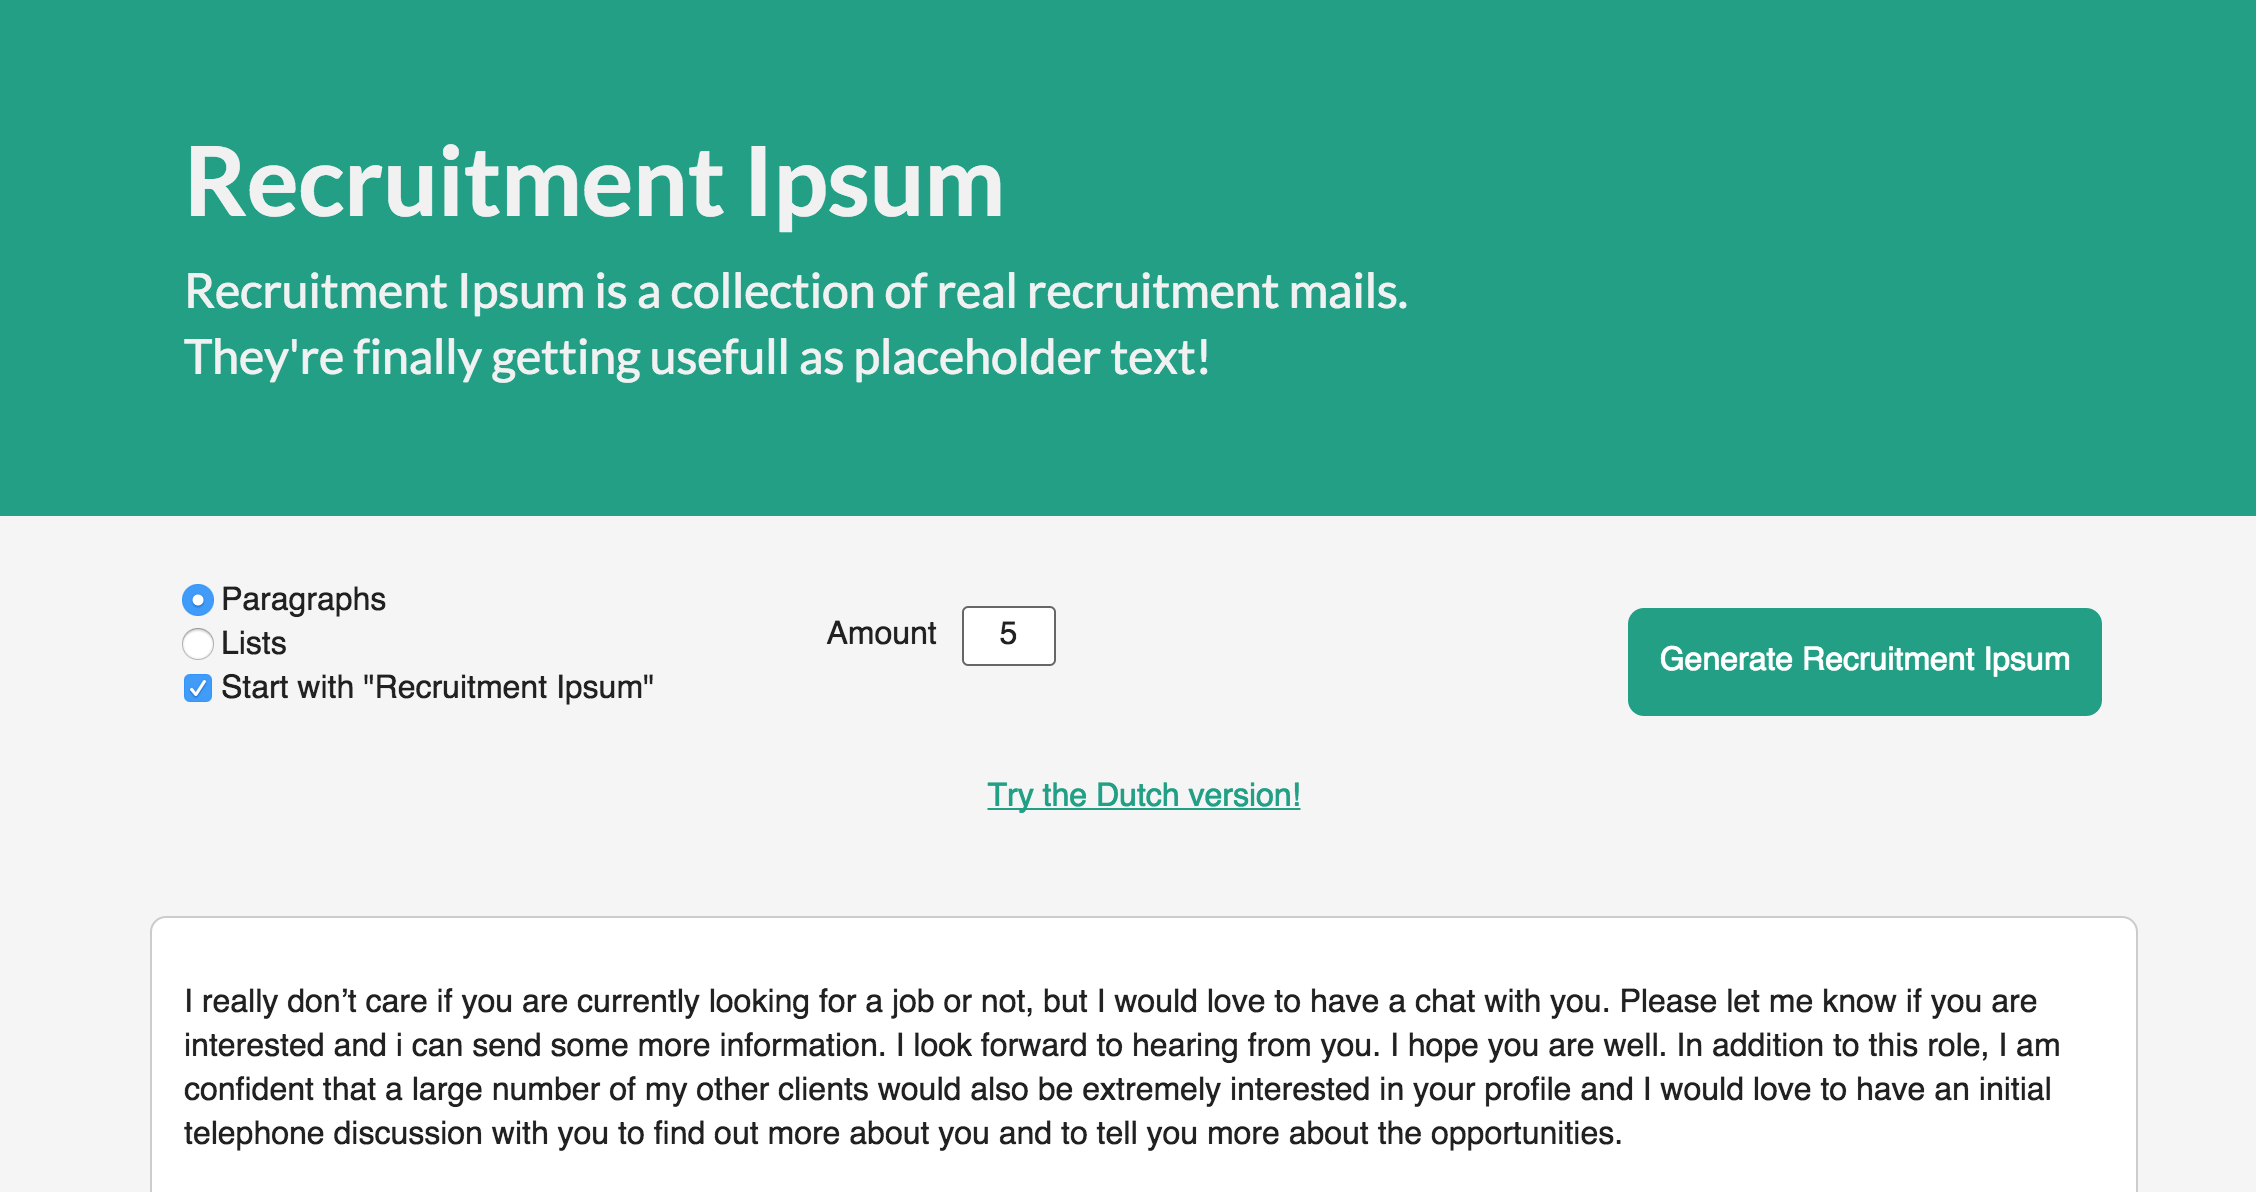 Recruitment Ipsum
Recruitment Ipsum is a collection of real recruitment mails.
They're finally getting usefull as placeholder text!
Paragraphs
Lists
Start with "Recruitment Ipsum"
Amount 5
Generate Recruitment Ipsum
Try the Dutch version!
I really don’t care if you are currently looking for a job or not, but I would love to have a chat with you. Please let me know if you are
interested and i can send some more information. I look forward to hearing from you. I hope you are well. In addition to this role, I am
confident that a large number of my other clients would also be extremely interested in your profile and I would love to have an initial
telephone discussion with you to find out more about you and to tell you more about the opportunities.